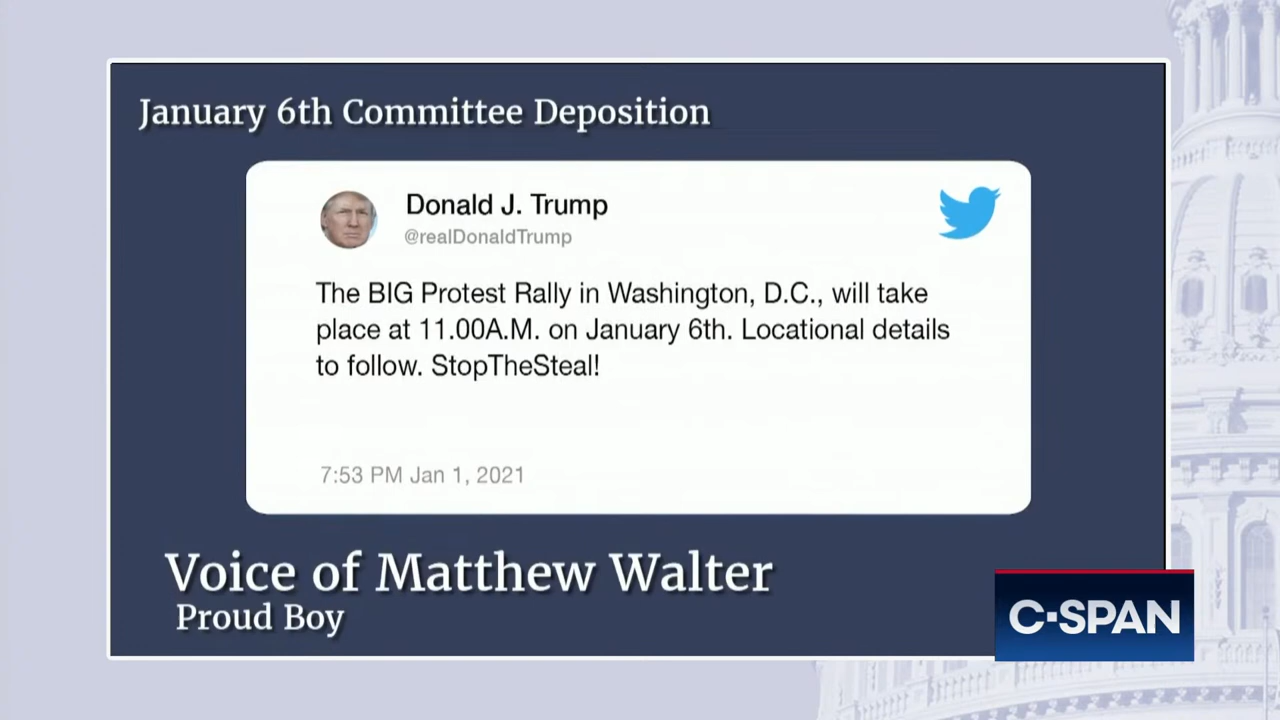 January 6th Committee Deposition
Donald J. Trump
@realDonaldTrump
The BIG Protest Rally in Washington, D.C., will take
place at 11.00A.M. on January 6th. Locational details
to follow. StopTheSteal!
7:53 PM Jan 1, 2021
Voice of Matthew Walter
Proud Boy
C-SPAN